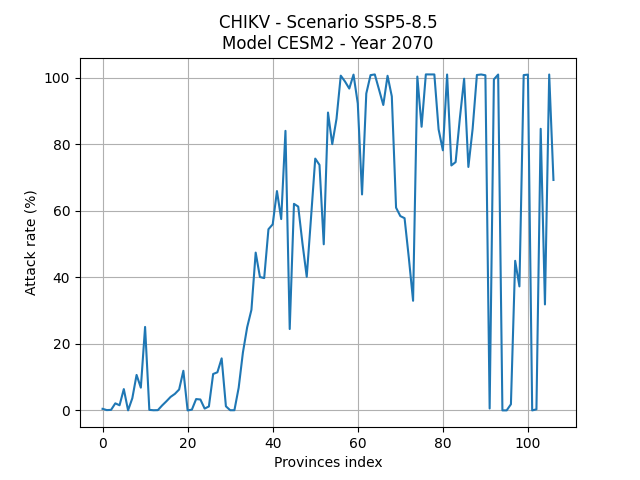 CHIKV - Scenario SSP5-8.5
Model CESM2 - Year 2070
Attack rate (%)
100
80
60
40
20
0
0 20 40 60 80 100
Provinces index